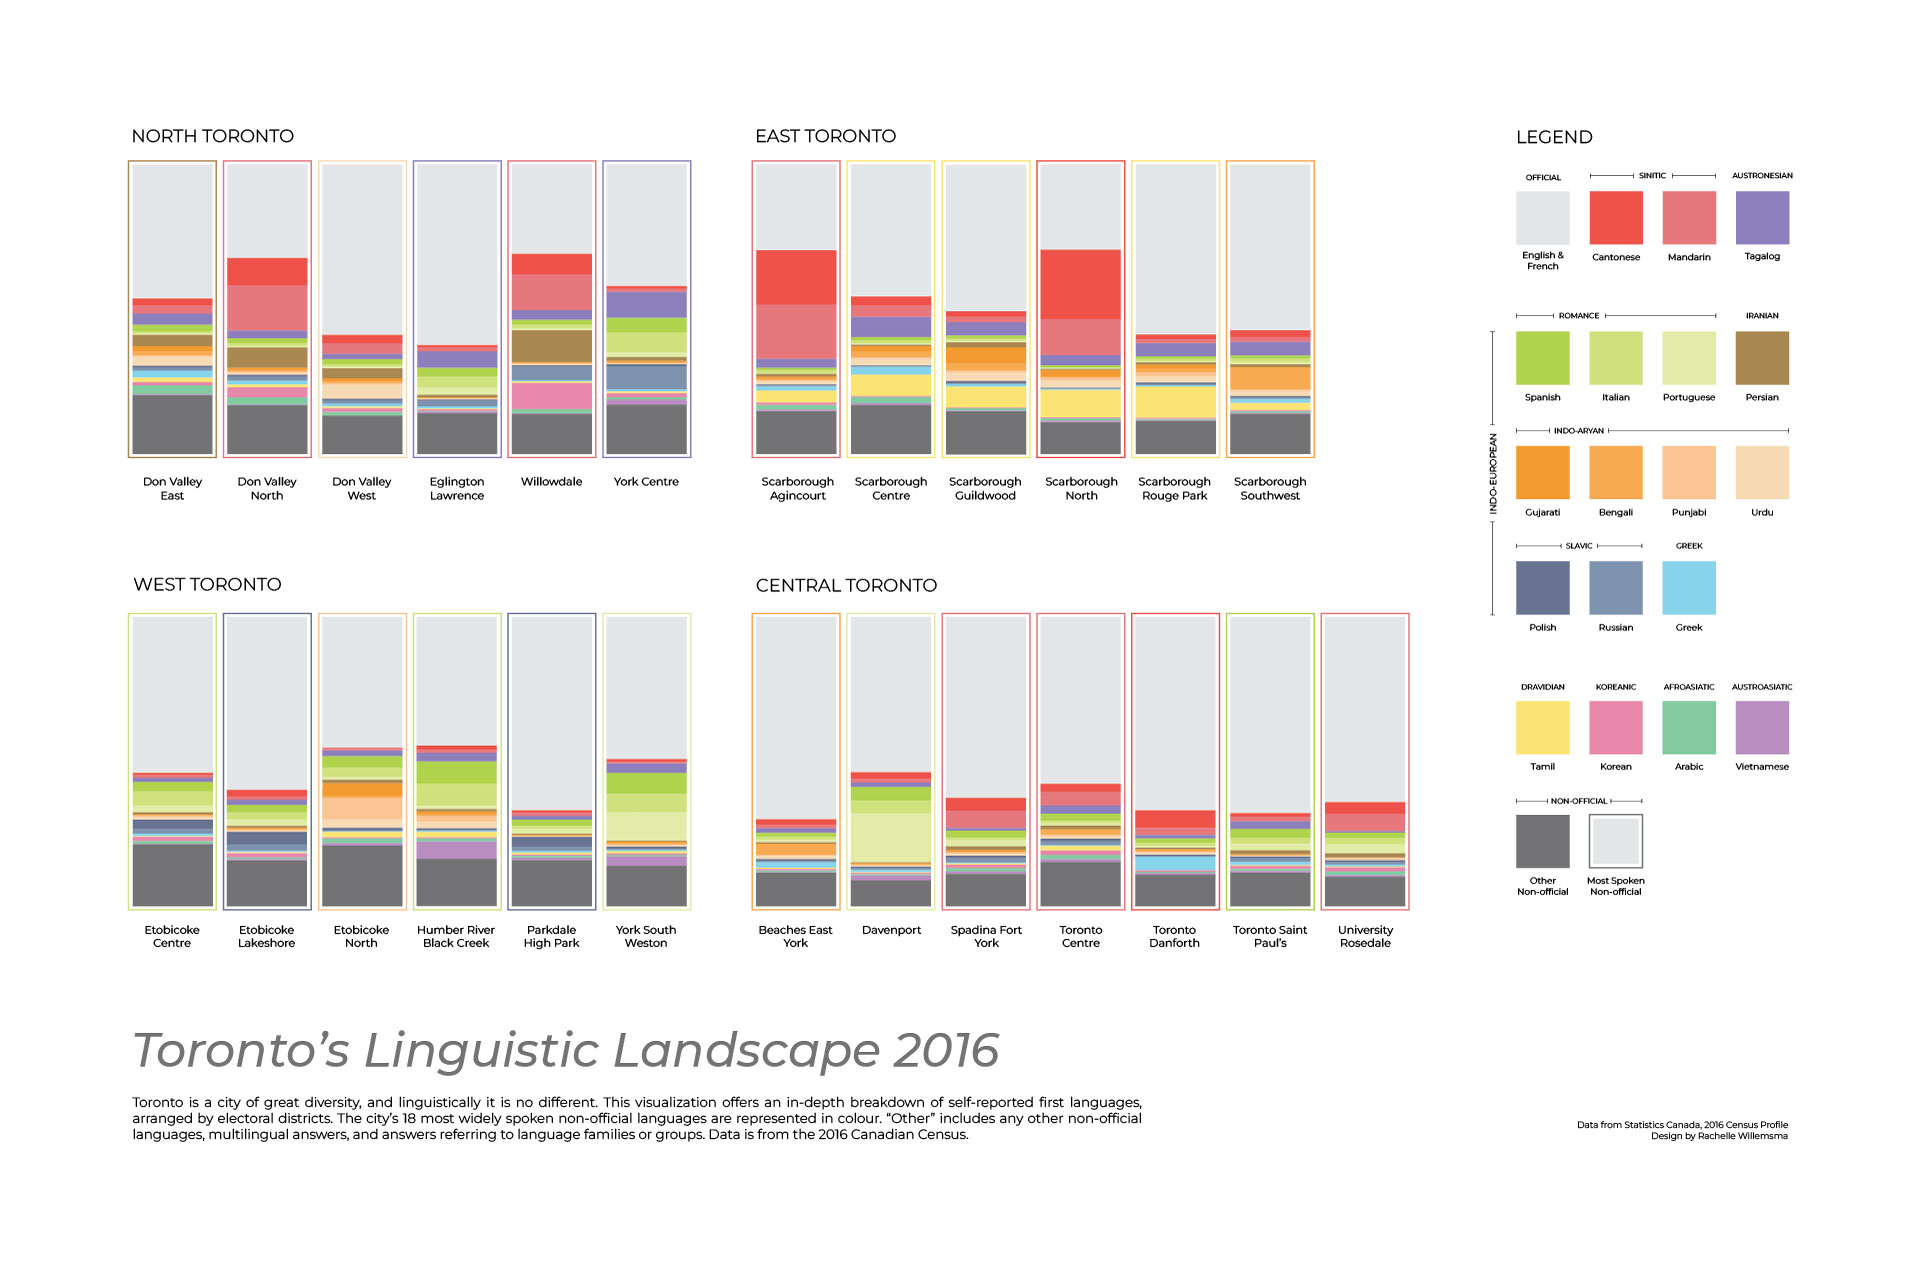 NORTH TORONTO
Don Valley
East
Don Valley
North
Don Valley
West
Eglington
Lawrence
Willowdale
York Centre
EAST TORONTO
Scarborough
Agincourt
Scarborough
Centre
Scarborough
Guildwood
Scarborough
North
Scarborough
Rouge Park
Scarborough
Southwest
WEST TORONTO
Etobicoke
Centre
Etobicoke
Lakeshore
Etobicoke
North
Humber River
Black Creek
Parkdale
High Park
York South
Weston
CENTRAL TORONTO
Beaches East
York
Davenport
Spadina Fort
York
Toronto
Centre
Toronto
Danforth
Toronto Saint
Paul's
University
Rosedale
LEGEND
OFFICIAL
SINITIC
AUSTRONESIAN
English &
French
Cantonese
Mandarin
Tagalog
INDO-EUROPEAN
ROMANCE
IRANIAN
Spanish
Italian
Portuguese
Persian
INDO-ARYAN
Gujarati
Bengali
Punjabi
Urdu
SLAVIC
GREEK
Polish
Russian
Greek
DRAVIDIAN
KOREANIC
AFROASIATIC
AUSTROASIATIC
Tamil
Korean
Arabic
Vietnamese
NON-OFFICIAL
Other
Non-official
Most Spoken
Non-official
Toronto's Linguistic Landscape 2016
Toronto is a city of great diversity, and linguistically it is no different. This visualization offers an in-depth breakdown of self-reported first languages,
arranged by electoral districts. The city's 18 most widely spoken non-official languages are represented in colour. “Other” includes any other non-official
languages, multilingual answers, and answers referring to language families or groups. Data is from the 2016 Canadian Census.
Data from Statistics Canada, 2016 Census Profile
Design by Rachelle Willemsma